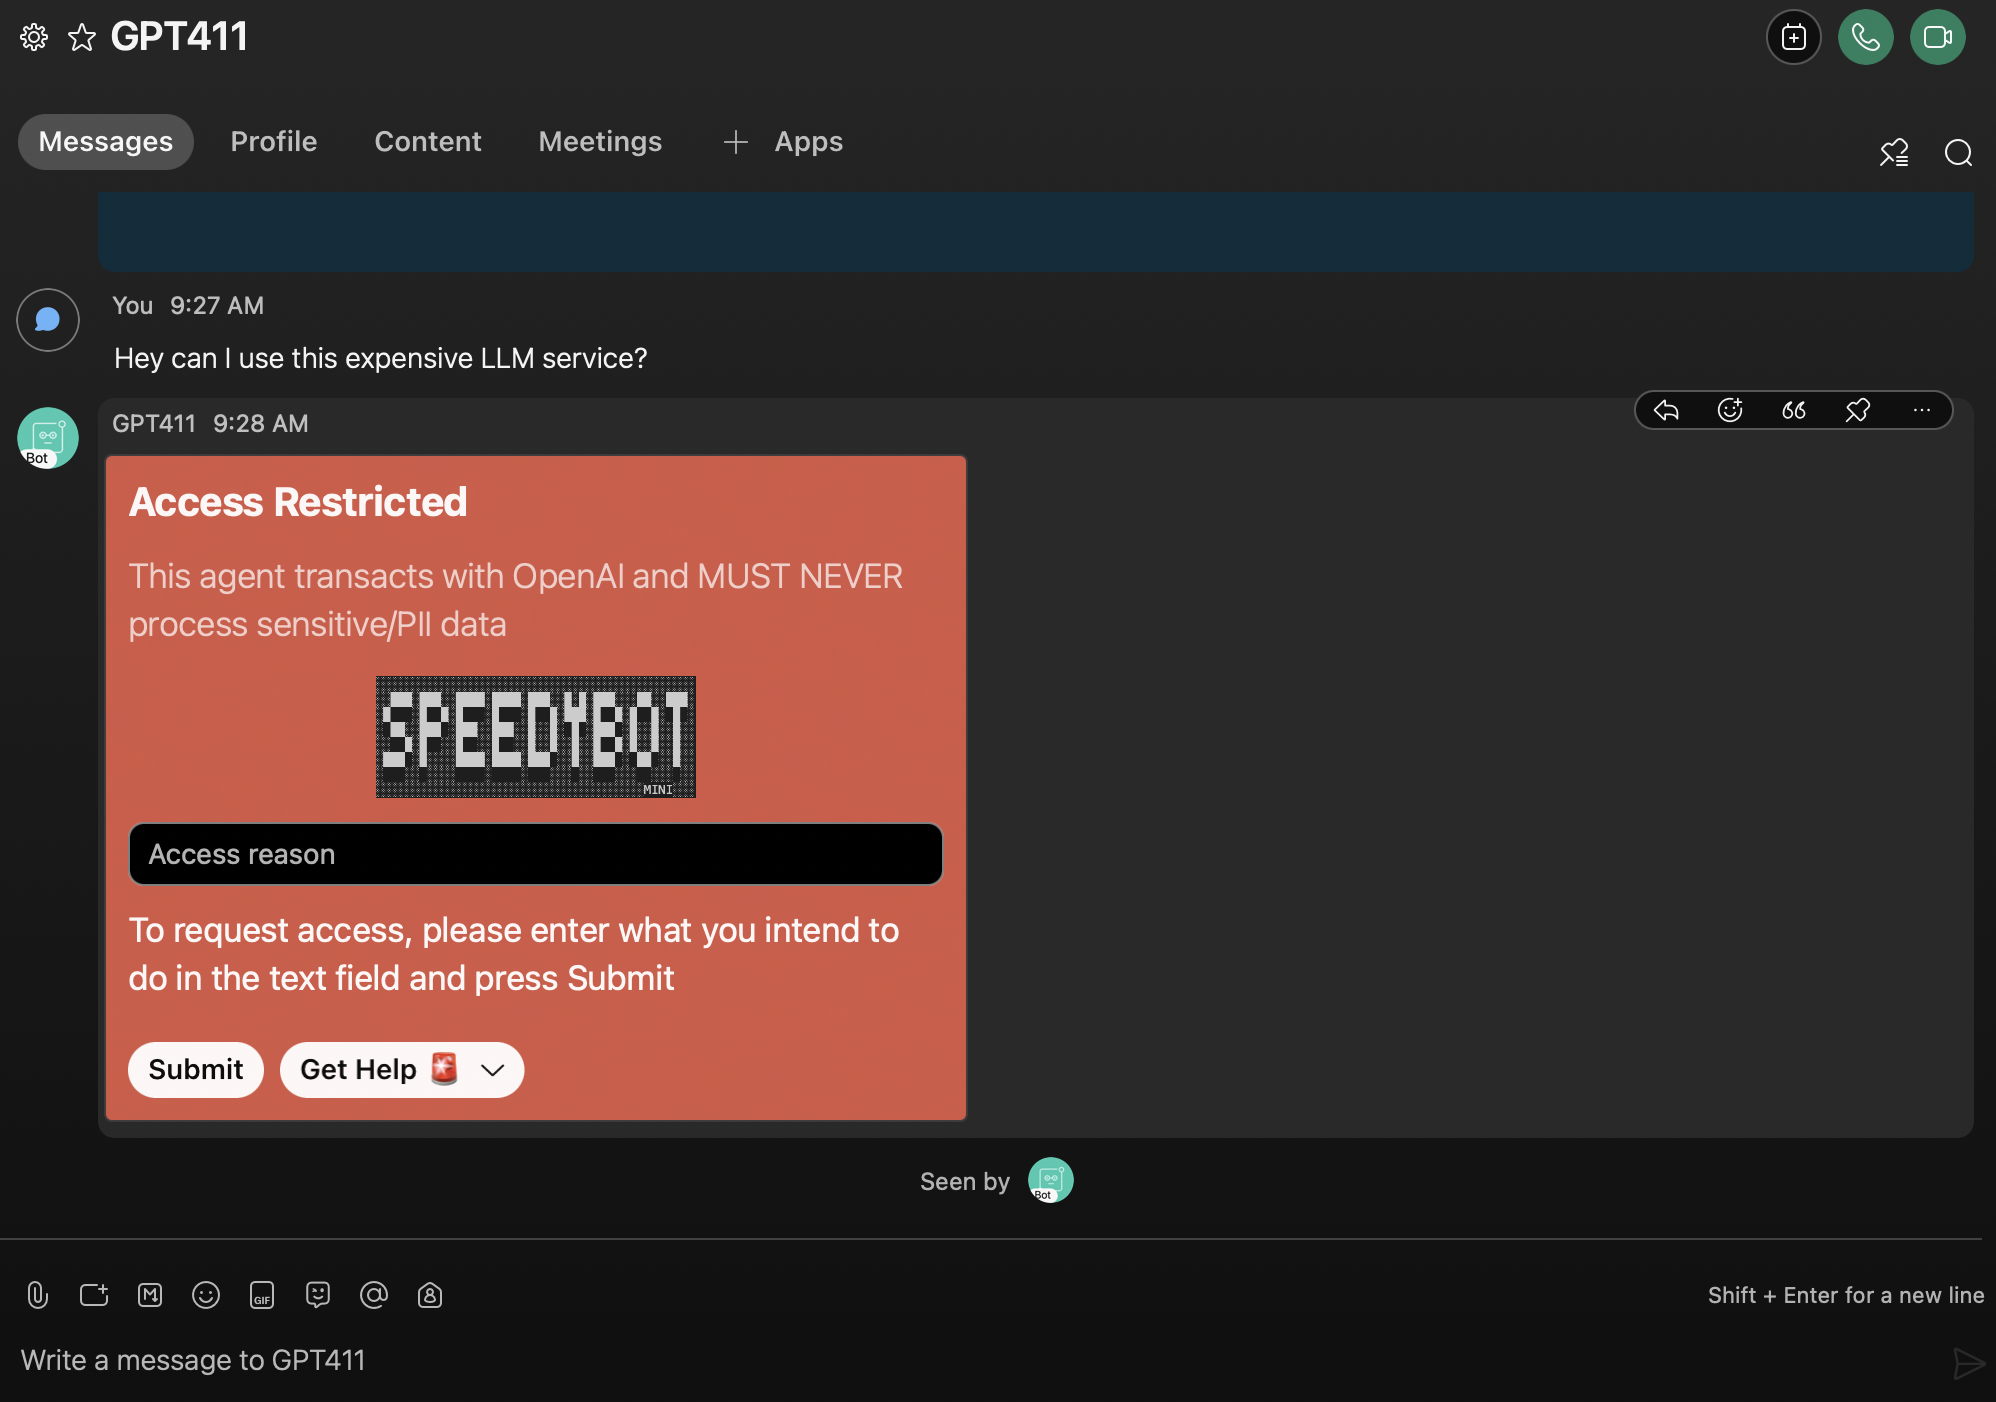 GPT411
Messages Profile Content Meetings Apps
You 9:27 AM
Hey can I use this expensive LLM service?
GPT411 9:28 AM
Bot
Access Restricted
This agent transacts with OpenAI and MUST NEVER
process sensitive/PII data
SPEEDYBOT
MINI
Access reason
To request access, please enter what you intend to
do in the text field and press Submit
Submit Get Help
Seen by
Bot
GIF
Shift + Enter for a new line
Write a message to GPT411